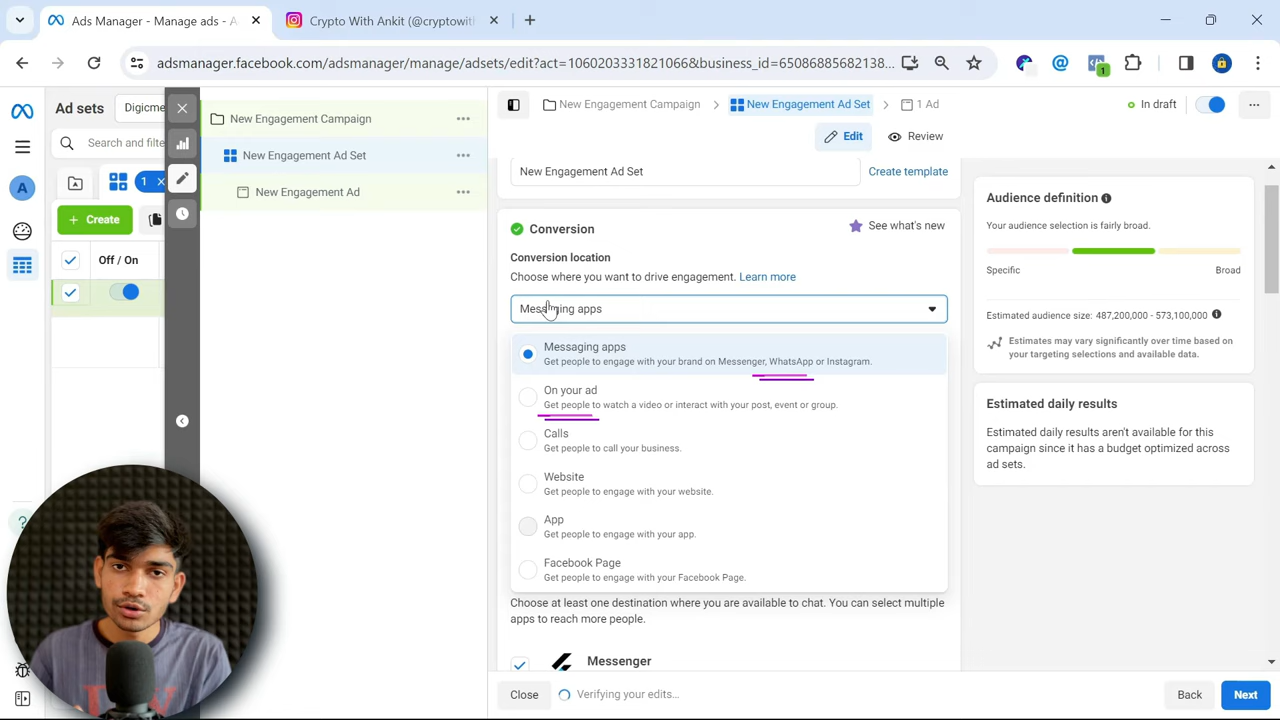 Ads Manager - Manage ads - A
Crypto With Ankit (@cryptowith
adsmanager.facebook.com/adsmanager/manage/adsets/edit?act=1060203331821066&business_id=65086885682138...
1
Ad sets
Digicme
Search and filte
1
+ Create
Off / On
A
?
New Engagement Campaign
New Engagement Ad Set
New Engagement Ad
New Engagement Campaign > New Engagement Ad Set > 1 Ad
In draft
Edit
Review
New Engagement Ad Set
Create template
Conversion
See what's new
Conversion location
Choose where you want to drive engagement. Learn more
Messaging apps
Messaging apps
Get people to engage with your brand on Messenger, WhatsApp or Instagram.
On your ad
Get people to watch a video or interact with your post, event or group.
Calls
Get people to call your business.
Website
Get people to engage with your website.
App
Get people to engage with your app.
Facebook Page
Get people to engage with your Facebook Page.
Choose at least one destination where you are available to chat. You can select multiple
apps to reach more people.
Messenger
Close
Verifying your edits...
Back
Next
Audience definition
Your audience selection is fairly broad.
Specific
Broad
Estimated audience size: 487,200,000 - 573,100,000
Estimates may vary significantly over time based on
your targeting selections and available data.
Estimated daily results
Estimated daily results aren't available for this
campaign since it has a budget optimized across
ad sets.